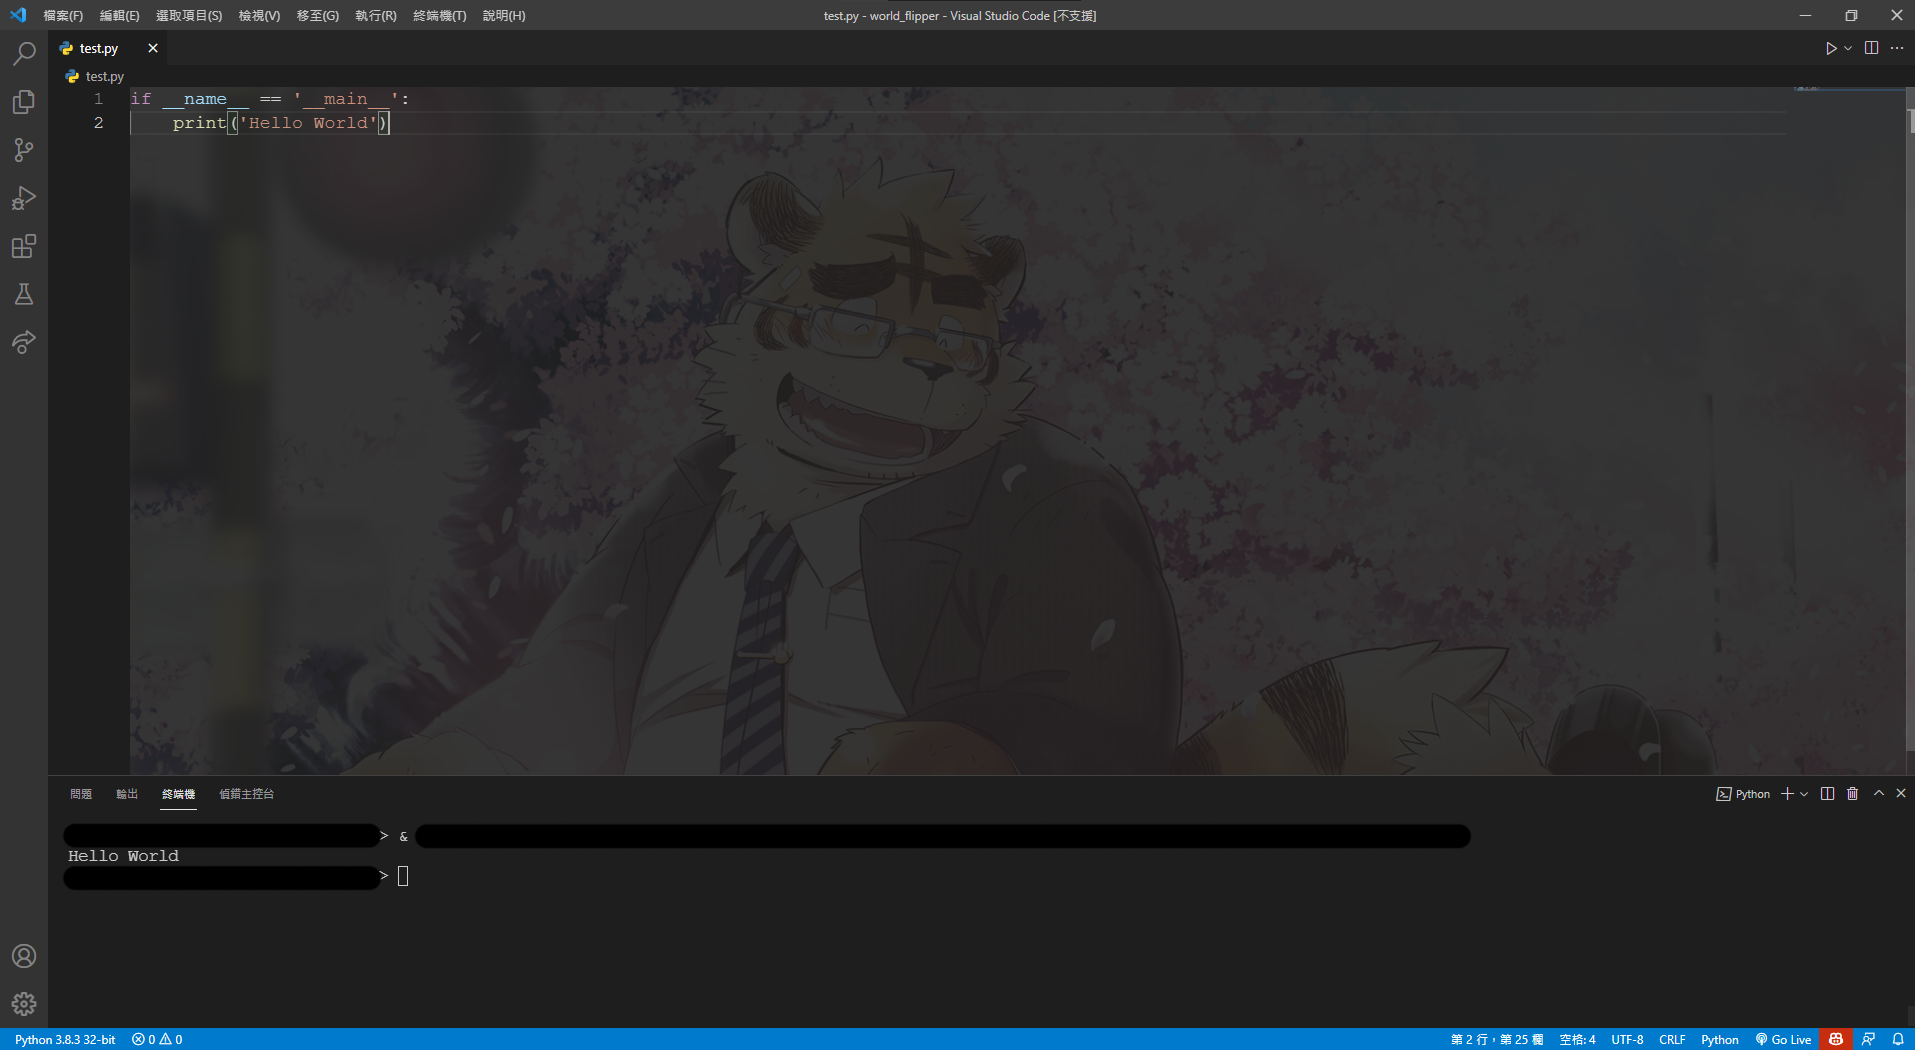 檔案(F) 編輯(E) 選取項目(S) 檢視(V) 移至(G) 執行(R) 終端機(T) 說明(H) test.py - world_flipper - Visual Studio Code [不支援]
test.py
test.py
1 if __name__ == '__main__':
2 print('Hello World')
問題 輸出 終端機 偵錯主控台 Python
> &
Hello World
>
Python 3.8.3 32-bit 0 0 第 2 行，第 25 欄 空格: 4 UTF-8 CRLF Python Go Live